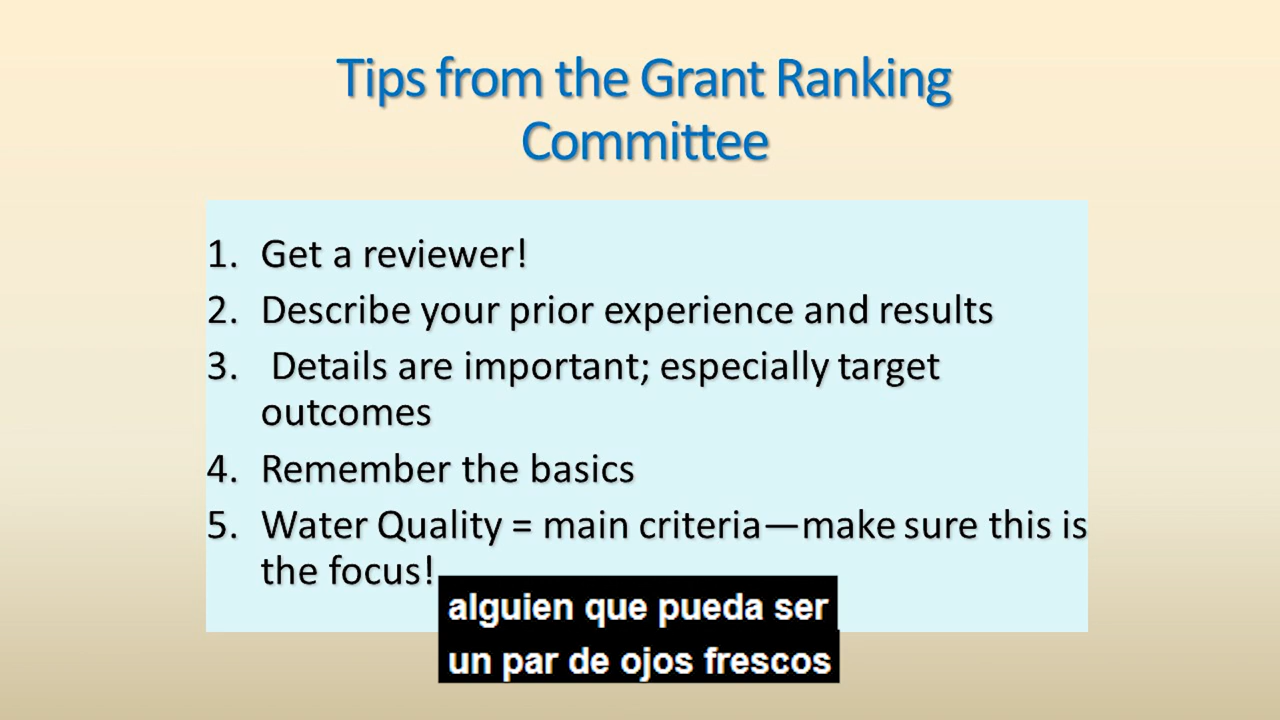 Tips from the Grant Ranking
Committee
1. Get a reviewer!
2. Describe your prior experience and results
3. Details are important; especially target
outcomes
4. Remember the basics
5. Water Quality = main criteria—make sure this is
the focus!
alguien que pueda ser
un par de ojos frescos